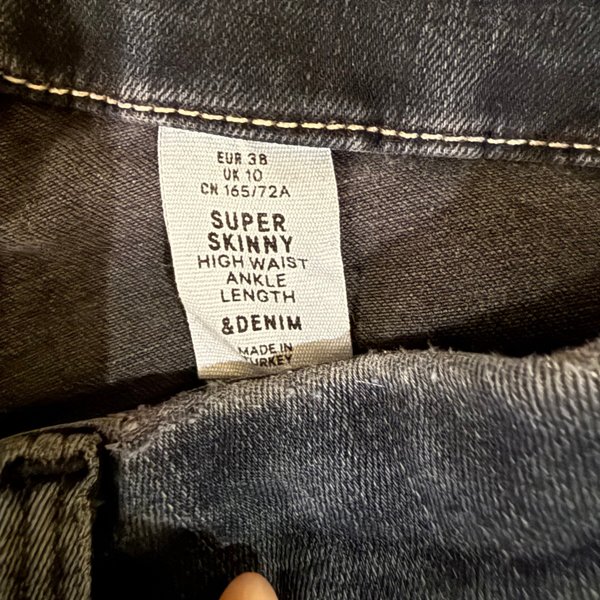 EUR 38
UK 10
CN 165/72A
SUPER
SKINNY
HIGH WAIST
ANKLE
LENGTH
&DENIM
MADE IN
TURKEY